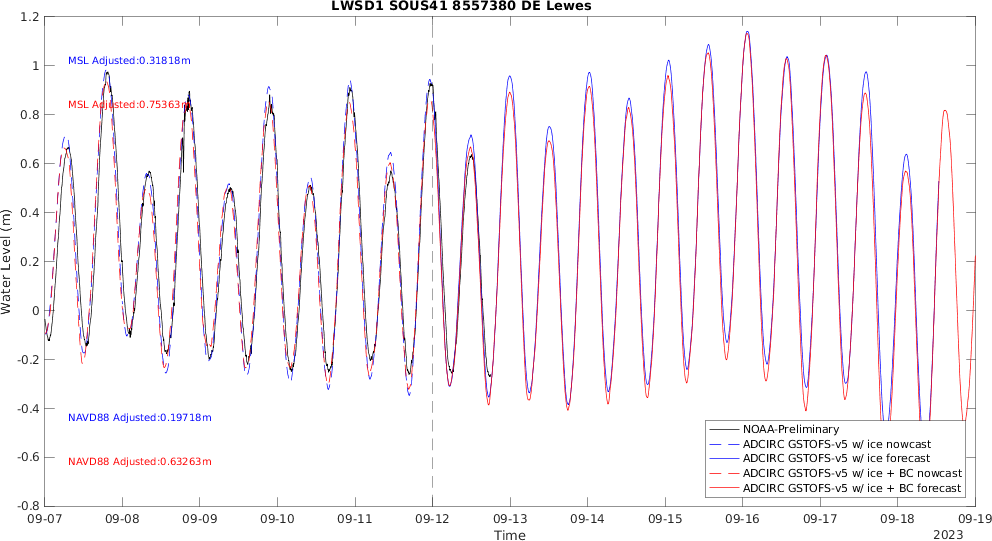 LWSD1 SOUS41 8557380 DE Lewes
1.2
1
0.8
0.6
0.4
0.2
0
-0.2
-0.4
-0.6
-0.8
Water Level (m)
MSL Adjusted:0.31818m
MSL Adjusted:0.75363m
NAVD88 Adjusted:0.19718m
NAVD88 Adjusted:0.63263m
NOAA-Preliminary
ADCIRC GSTOFS-v5 w/ ice nowcast
ADCIRC GSTOFS-v5 w/ ice forecast
ADCIRC GSTOFS-v5 w/ ice + BC nowcast
ADCIRC GSTOFS-v5 w/ ice + BC forecast
09-07 09-08 09-09 09-10 09-11 09-12 09-13 09-14 09-15 09-16 09-17 09-18 09-19
Time
2023